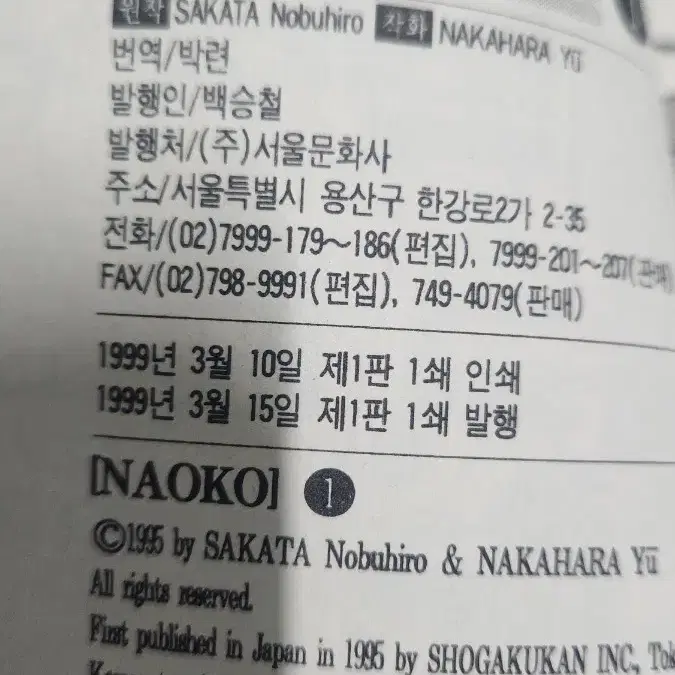 원작 SAKATA Nobuhiro 작화 NAKAHARA Yū
번역/박련
발행인/백승철
발행처/(주)서울문화사
주소/서울특별시 용산구 한강로2가 2-35
전화/(02)7999-179~186(편집), 7999-201~207(판매)
FAX/(02)798-9991(편집), 749-4079(판매)
1999년 3월 10일 제1판 1쇄 인쇄
1999년 3월 15일 제1판 1쇄 발행
[NAOKO] 1
©1995 by SAKATA Nobuhiro & NAKAHARA Yū
All rights reserved.
First published in Japan in 1995 by SHOGAKUKAN INC,